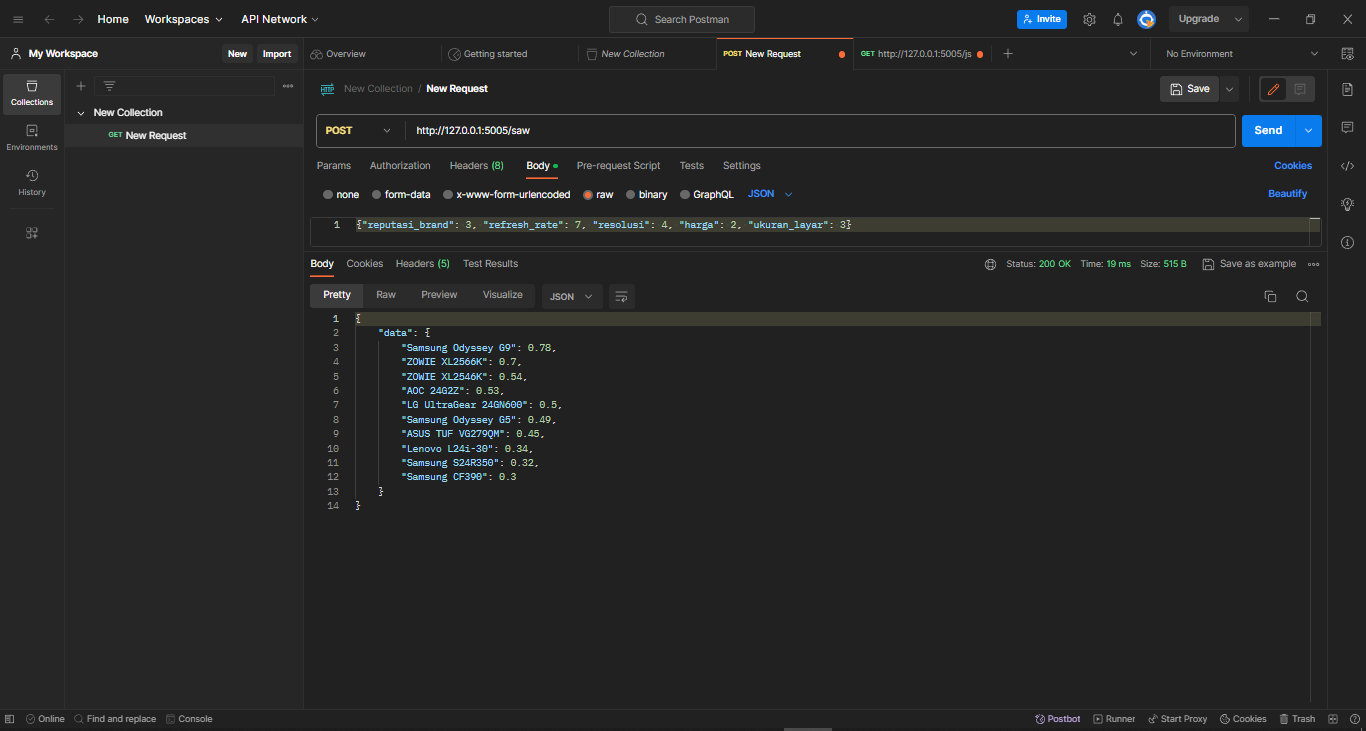 Home Workspaces API Network Search Postman Invite Upgrade
My Workspace New Import Overview Getting started New Collection POST New Request GET http://127.0.0.1:5005/js No Environment
Collections
Environments
History
New Collection
GET New Request
HTTP New Collection / New Request Save
POST http://127.0.0.1:5005/saw Send
Params Authorization Headers (8) Body Pre-request Script Tests Settings Cookies
none form-data x-www-form-urlencoded raw binary GraphQL JSON Beautify
1 {"reputasi_brand": 3, "refresh_rate": 7, "resolusi": 4, "harga": 2, "ukuran_layar": 3}
Body Cookies Headers (5) Test Results Status: 200 OK Time: 19 ms Size: 515 B Save as example
Pretty Raw Preview Visualize JSON
1 {
2 "data": {
3 "Samsung Odyssey G9": 0.78,
4 "ZOWIE XL2566K": 0.7,
5 "ZOWIE XL2546K": 0.54,
6 "AOC 24G2Z": 0.53,
7 "LG UltraGear 24GN600": 0.5,
8 "Samsung Odyssey G5": 0.49,
9 "ASUS TUF VG279QM": 0.45,
10 "Lenovo L24i-30": 0.34,
11 "Samsung S24R350": 0.32,
12 "Samsung CF390": 0.3
13 }
14 }
Online Find and replace Console Postbot Runner Start Proxy Cookies Trash